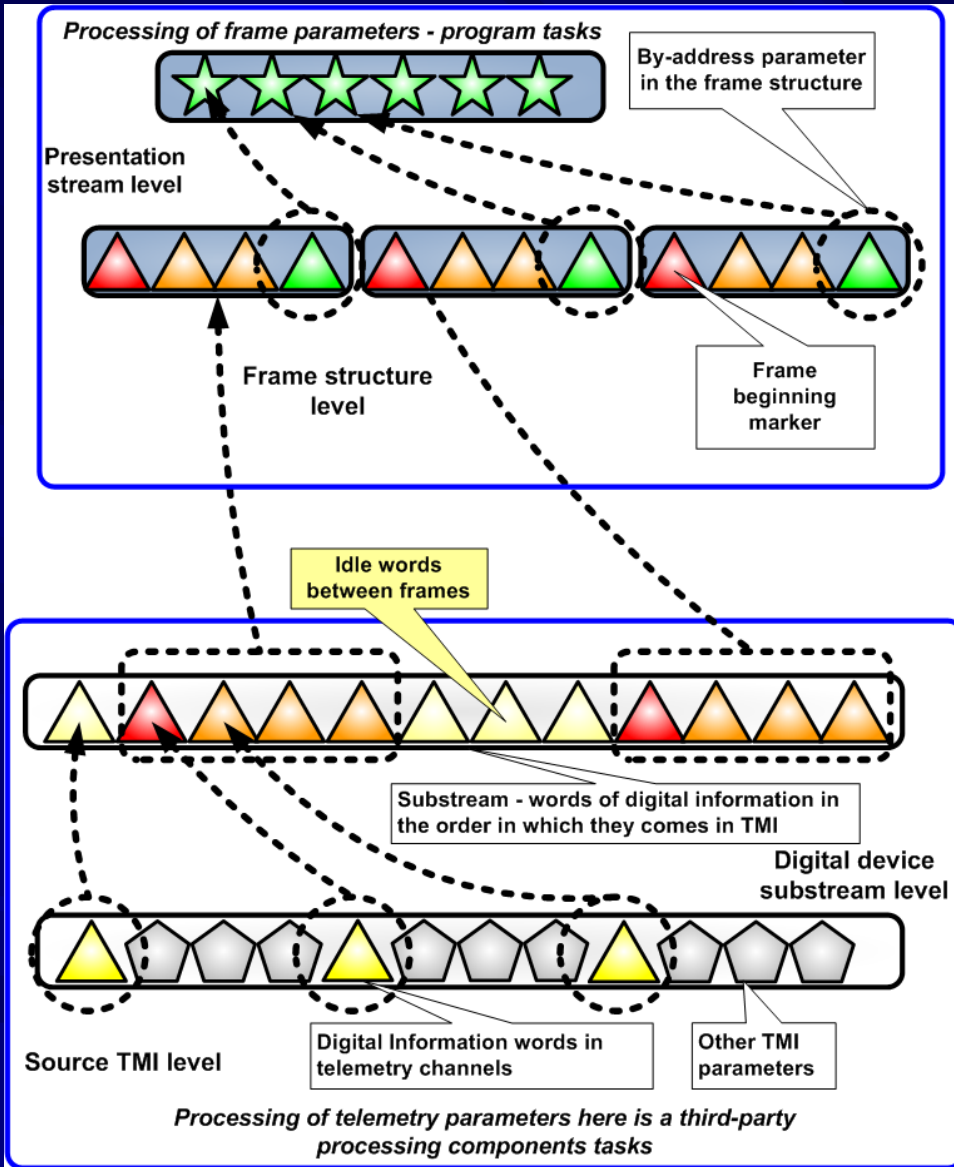 Processing of frame parameters - program tasks
By-address parameter
in the frame structure
Presentation
stream level
Frame structure
level
Frame
beginning
marker
Idle words
between frames
Substream - words of digital information in
the order in which they comes in TMI
Digital device
substream level
Source TMI level
Digital Information words in
telemetry channels
Other TMI
parameters
Processing of telemetry parameters here is a third-party
processing components tasks